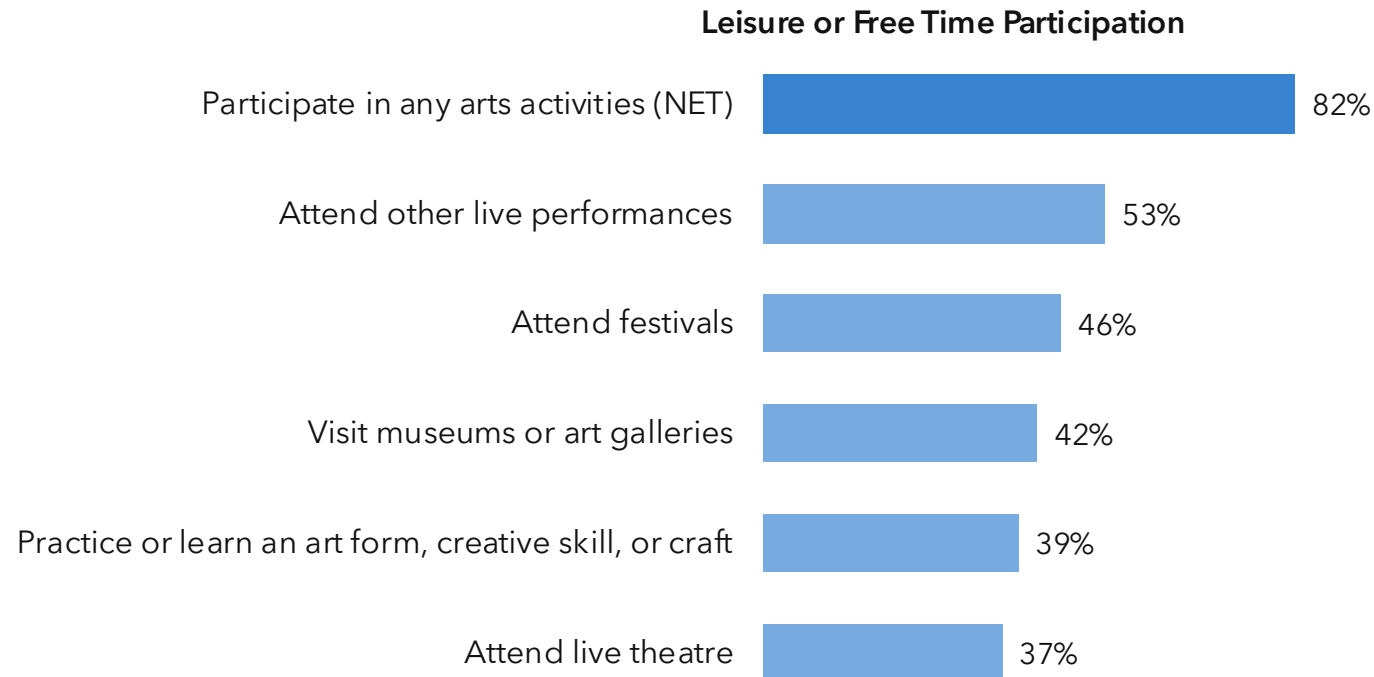 Leisure or Free Time Participation
Participate in any arts activities (NET) 82%
Attend other live performances 53%
Attend festivals 46%
Visit museums or art galleries 42%
Practice or learn an art form, creative skill, or craft 39%
Attend live theatre 37%